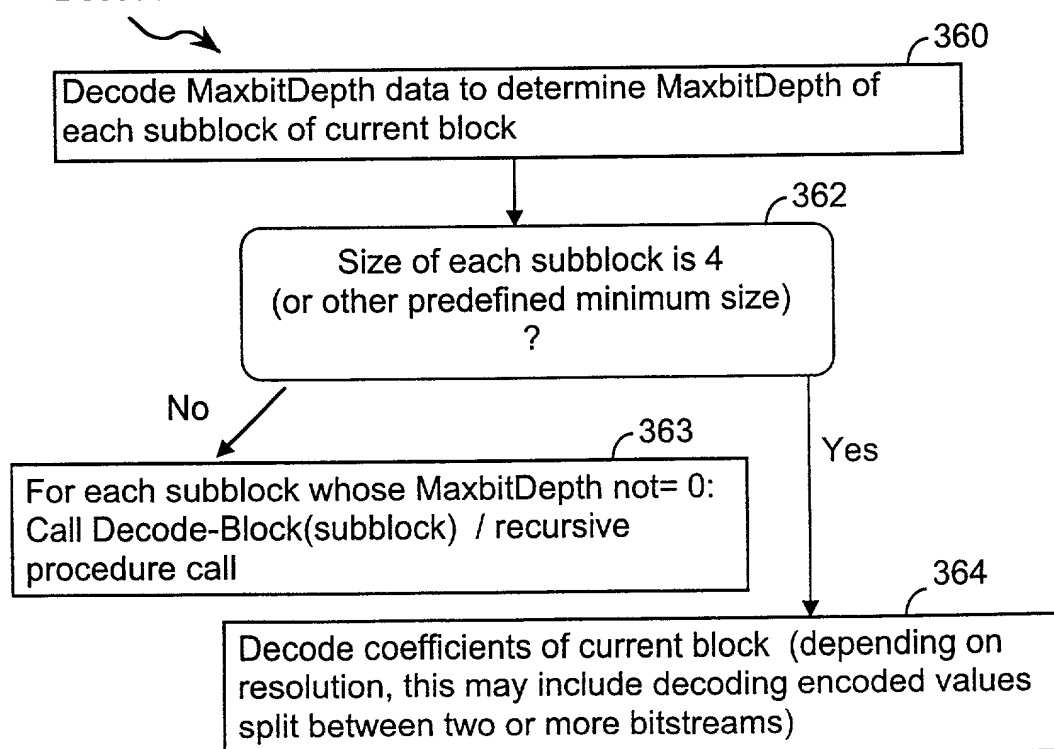 360
Decode MaxbitDepth data to determine MaxbitDepth of
each subblock of current block
362
Size of each subblock is 4
(or other predefined minimum size)
?
No
Yes
363
For each subblock whose MaxbitDepth not= 0:
Call Decode-Block(subblock) / recursive
procedure call
364
Decode coefficients of current block (depending on
resolution, this may include decoding encoded values
split between two or more bitstreams)